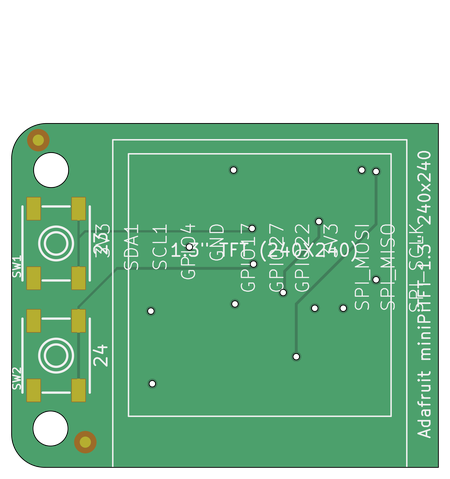 SW1
23
3V3
SDA1
SCL1
GPIO4
GND
GPIO17
GPIO27
GPIO22
3V3
SPI_MOSI
SPI_MISO
SPI_SCLK
1.3" TFT (240X240)
SW2
24
Adafruit miniPiTFT 1.3" 240x240